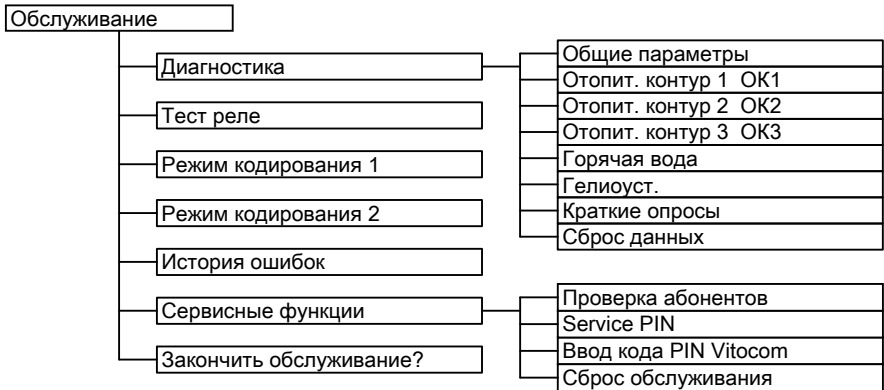 Обслуживание
Диагностика
Общие параметры
Отопит. контур 1 ОК1
Отопит. контур 2 ОК2
Отопит. контур 3 ОК3
Горячая вода
Гелиоуст.
Краткие опросы
Сброс данных
Тест реле
Режим кодирования 1
Режим кодирования 2
История ошибок
Сервисные функции
Проверка абонентов
Service PIN
Ввод кода PIN Vitocom
Сброс обслуживания
Закончить обслуживание?